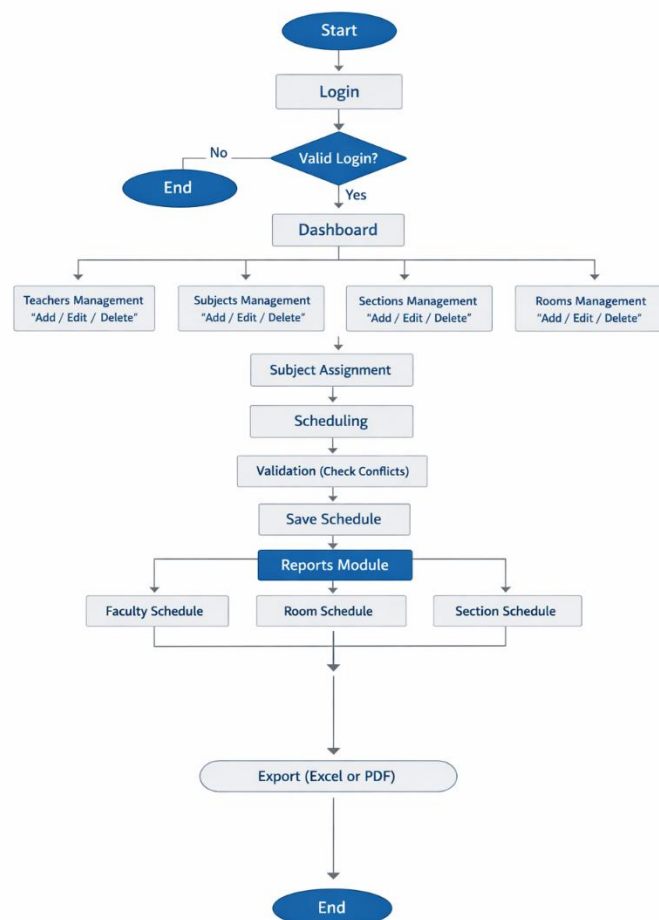 Start
Login
Valid Login?
No
End
Yes
Dashboard
Teachers Management
“Add / Edit / Delete”
Subjects Management
“Add / Edit / Delete”
Sections Management
“Add / Edit / Delete”
Rooms Management
“Add / Edit / Delete”
Subject Assignment
Scheduling
Validation (Check Conflicts)
Save Schedule
Reports Module
Faculty Schedule
Room Schedule
Section Schedule
Export (Excel or PDF)
End